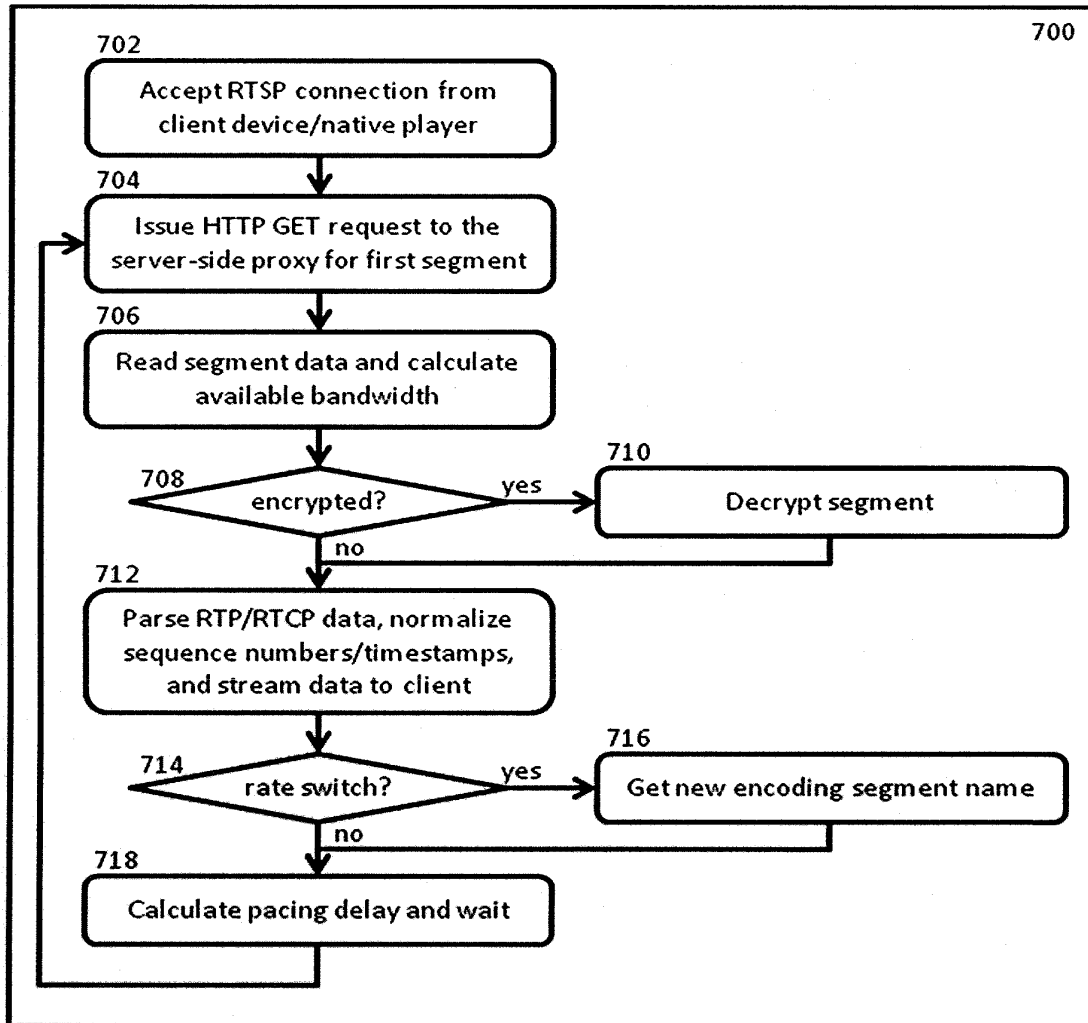 700
702
Accept RTSP connection from
client device/native player
704
Issue HTTP GET request to the
server-side proxy for first segment
706
Read segment data and calculate
available bandwidth
708
encrypted?
yes
710
Decrypt segment
no
712
Parse RTP/RTCP data, normalize
sequence numbers/timestamps,
and stream data to client
714
rate switch?
yes
716
Get new encoding segment name
no
718
Calculate pacing delay and wait